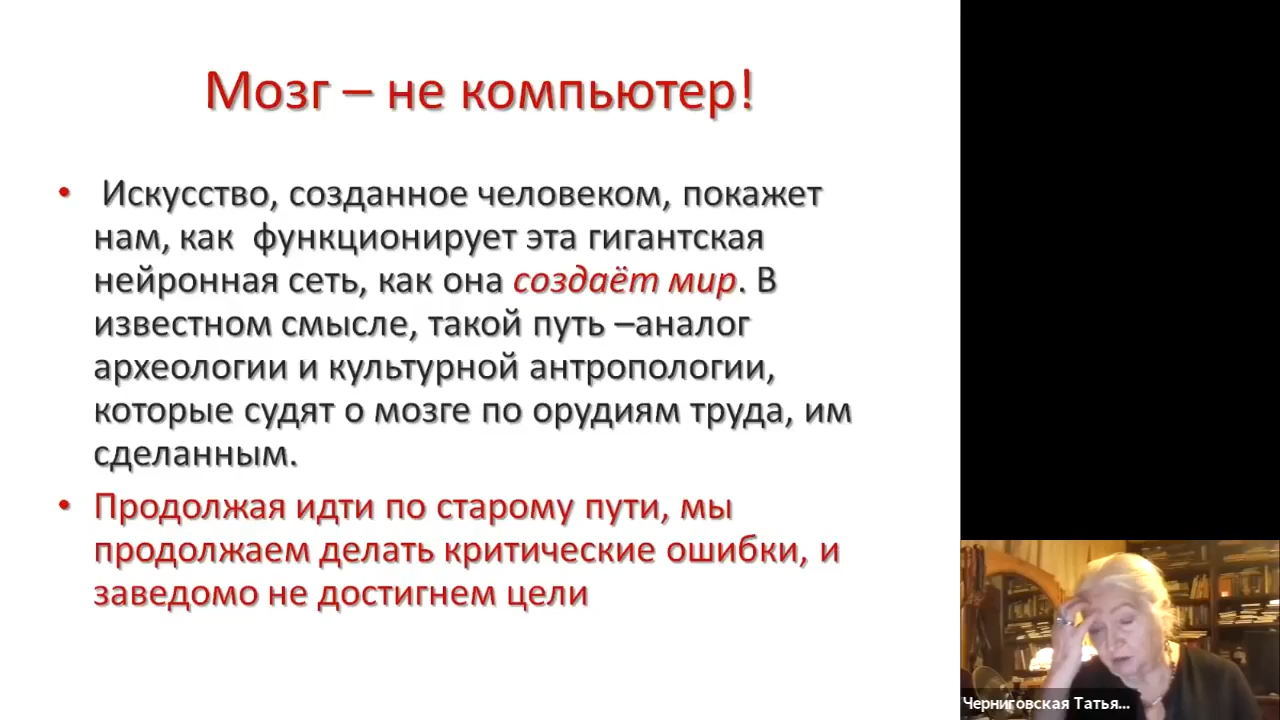 Мозг – не компьютер!
• Искусство, созданное человеком, покажет
нам, как функционирует эта гигантская
нейронная сеть, как она создаёт мир. В
известном смысле, такой путь –аналог
археологии и культурной антропологии,
которые судят о мозге по орудиям труда, им
сделанным.
• Продолжая идти по старому пути, мы
продолжаем делать критические ошибки, и
заведомо не достигнем цели
Черниговская Татья...